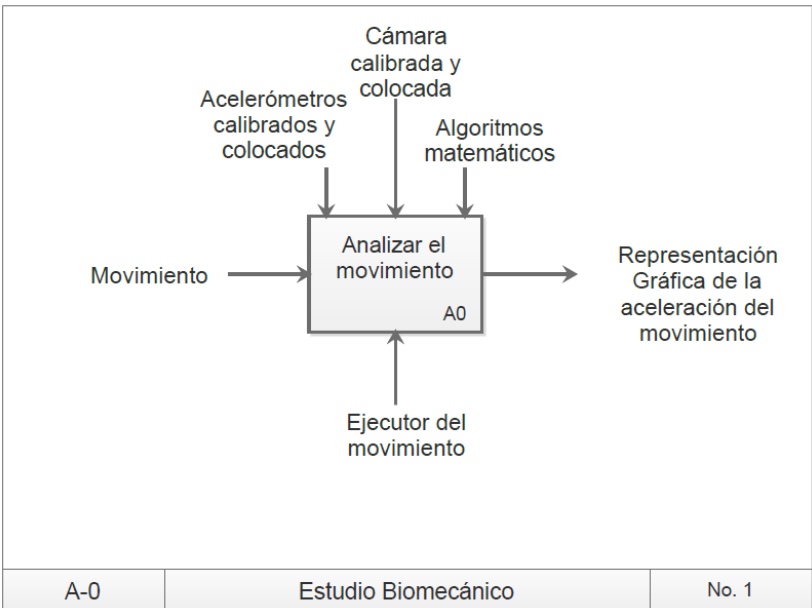 Cámara
calibrada y
colocada
Acelerómetros
calibrados y
colocados
Algoritmos
matemáticos
Movimiento
Analizar el
movimiento
A0
Representación
Gráfica de la
aceleración del
movimiento
Ejecutor del
movimiento
A-0
Estudio Biomecánico
No. 1